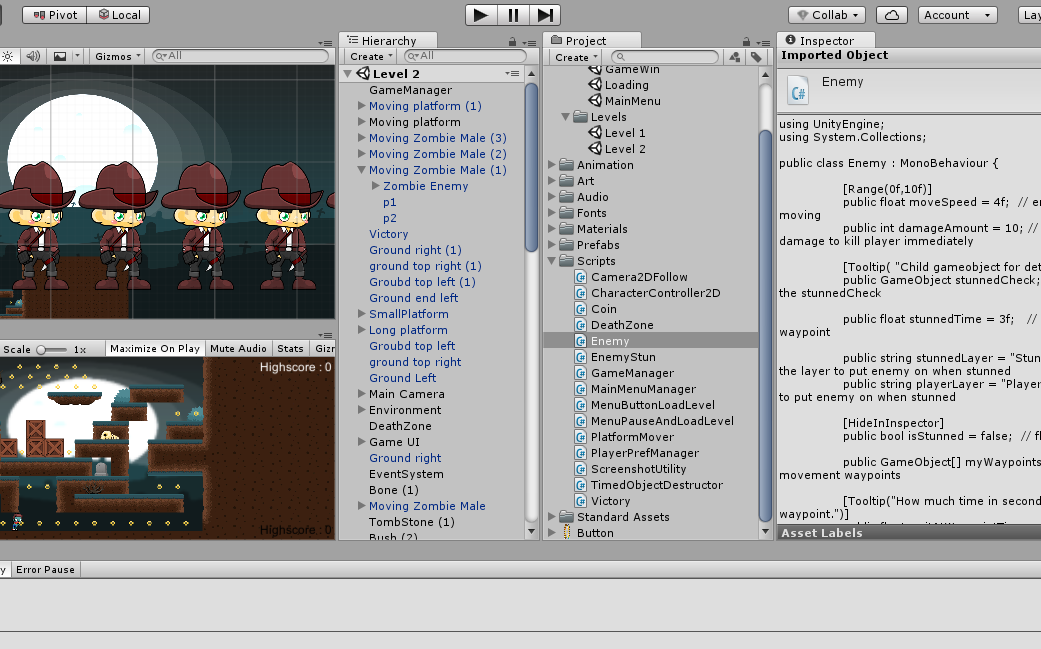 Pivot Local Collab Account Lay
Gizmos All
Hierarchy
Create All
Level 2
GameManager
Moving platform (1)
Moving platform
Moving Zombie Male (3)
Moving Zombie Male (2)
Moving Zombie Male (1)
Zombie Enemy
p1
p2
Victory
Ground right (1)
ground top right (1)
Groubd top left (1)
Ground end left
SmallPlatform
Long platform
Groubd top left
ground top right
Ground Left
Main Camera
Environment
DeathZone
Game UI
Ground right
EventSystem
Bone (1)
Moving Zombie Male
TombStone (1)
Bush (2)
Scale 1x Maximize On Play Mute Audio Stats Giz
Highscore : 0
Highscore : 0
Project
Create
GameWin
Loading
MainMenu
Levels
Level 1
Level 2
Animation
Art
Audio
Fonts
Materials
Prefabs
Scripts
Camera2DFollow
CharacterController2D
Coin
DeathZone
Enemy
EnemyStun
GameManager
MainMenuManager
MenuButtonLoadLevel
MenuPauseAndLoadLevel
PlatformMover
PlayerPrefManager
ScreenshotUtility
TimedObjectDestructor
Victory
Standard Assets
Button
Inspector
Imported Object
C#
Enemy
using UnityEngine;
using System.Collections;
public class Enemy : MonoBehaviour {
[Range(0f,10f)]
public float moveSpeed = 4f;  // e
moving
public int damageAmount = 10; //
damage to kill player immediately
[Tooltip( "Child gameobject for det
public GameObject stunnedCheck;
the stunnedCheck
public float stunnedTime = 3f;   //
waypoint
public string stunnedLayer = "Stun
the layer to put enemy on when stunned
public string playerLayer = "Player
to put enemy on when stunned
[HideInInspector]
public bool isStunned = false;  // fl
public GameObject[] myWaypoints
movement waypoints
[Tooltip("How much time in second
waypoint.")]
Asset Labels
y Error Pause